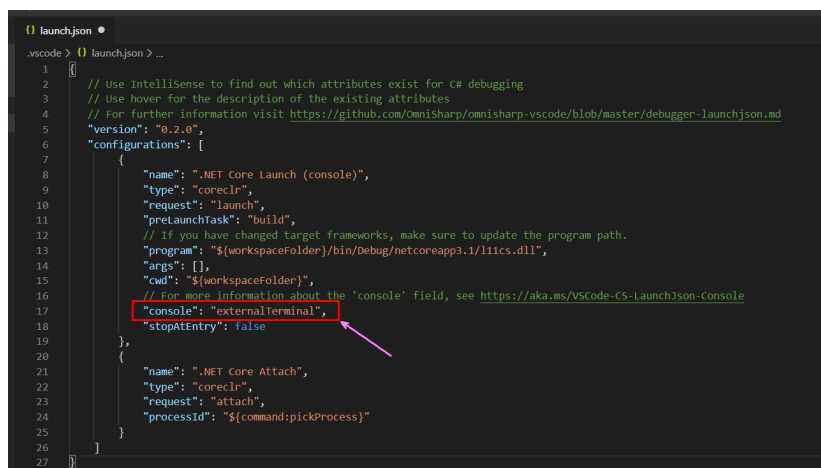 {} launch.json ●
.vscode > {} launch.json > ...
1 {
2 // Use IntelliSense to find out which attributes exist for C# debugging
3 // Use hover for the description of the existing attributes
4 // For further information visit https://github.com/OmniSharp/omnisharp-vscode/blob/master/debugger-launchjson.md
5 "version": "0.2.0",
6 "configurations": [
7 {
8 "name": ".NET Core Launch (console)",
9 "type": "coreclr",
10 "request": "launch",
11 "preLaunchTask": "build",
12 // If you have changed target frameworks, make sure to update the program path.
13 "program": "${workspaceFolder}/bin/Debug/netcoreapp3.1/l11cs.dll",
14 "args": [],
15 "cwd": "${workspaceFolder}",
16 // For more information about the 'console' field, see https://aka.ms/VSCode-CS-LaunchJson-Console
17 "console": "externalTerminal",
18 "stopAtEntry": false
19 },
20 {
21 "name": ".NET Core Attach",
22 "type": "coreclr",
23 "request": "attach",
24 "processId": "${command:pickProcess}"
25 }
26 ]
27 }